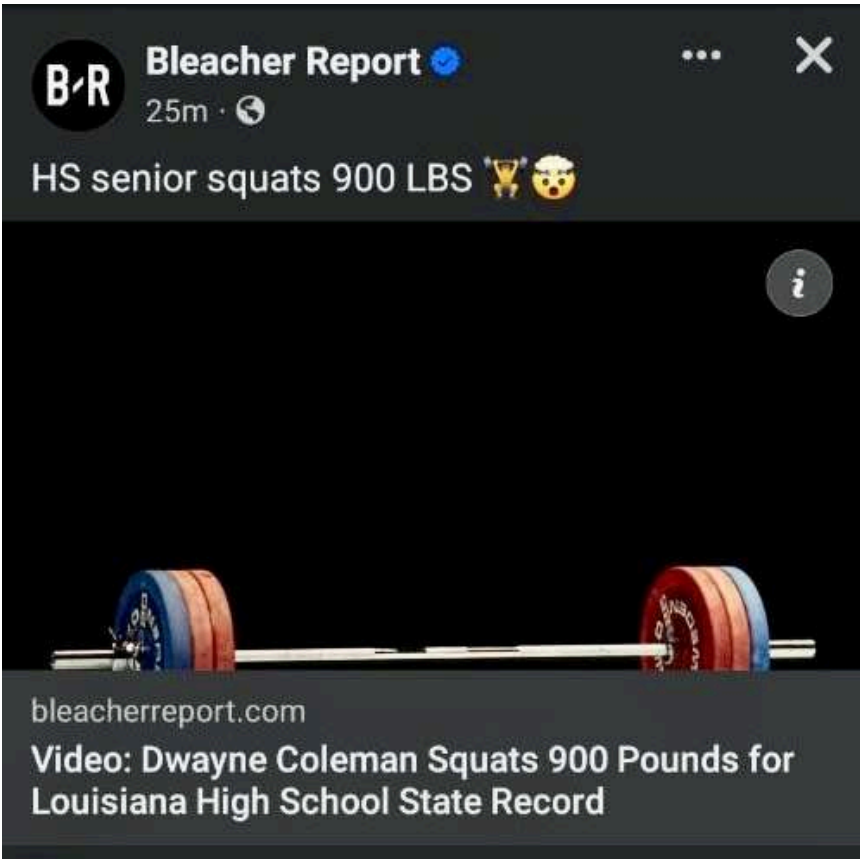 B-R
Bleacher Report
25m ·
HS senior squats 900 LBS 🏋️🤯
i
bleacherreport.com
Video: Dwayne Coleman Squats 900 Pounds for
Louisiana High School State Record